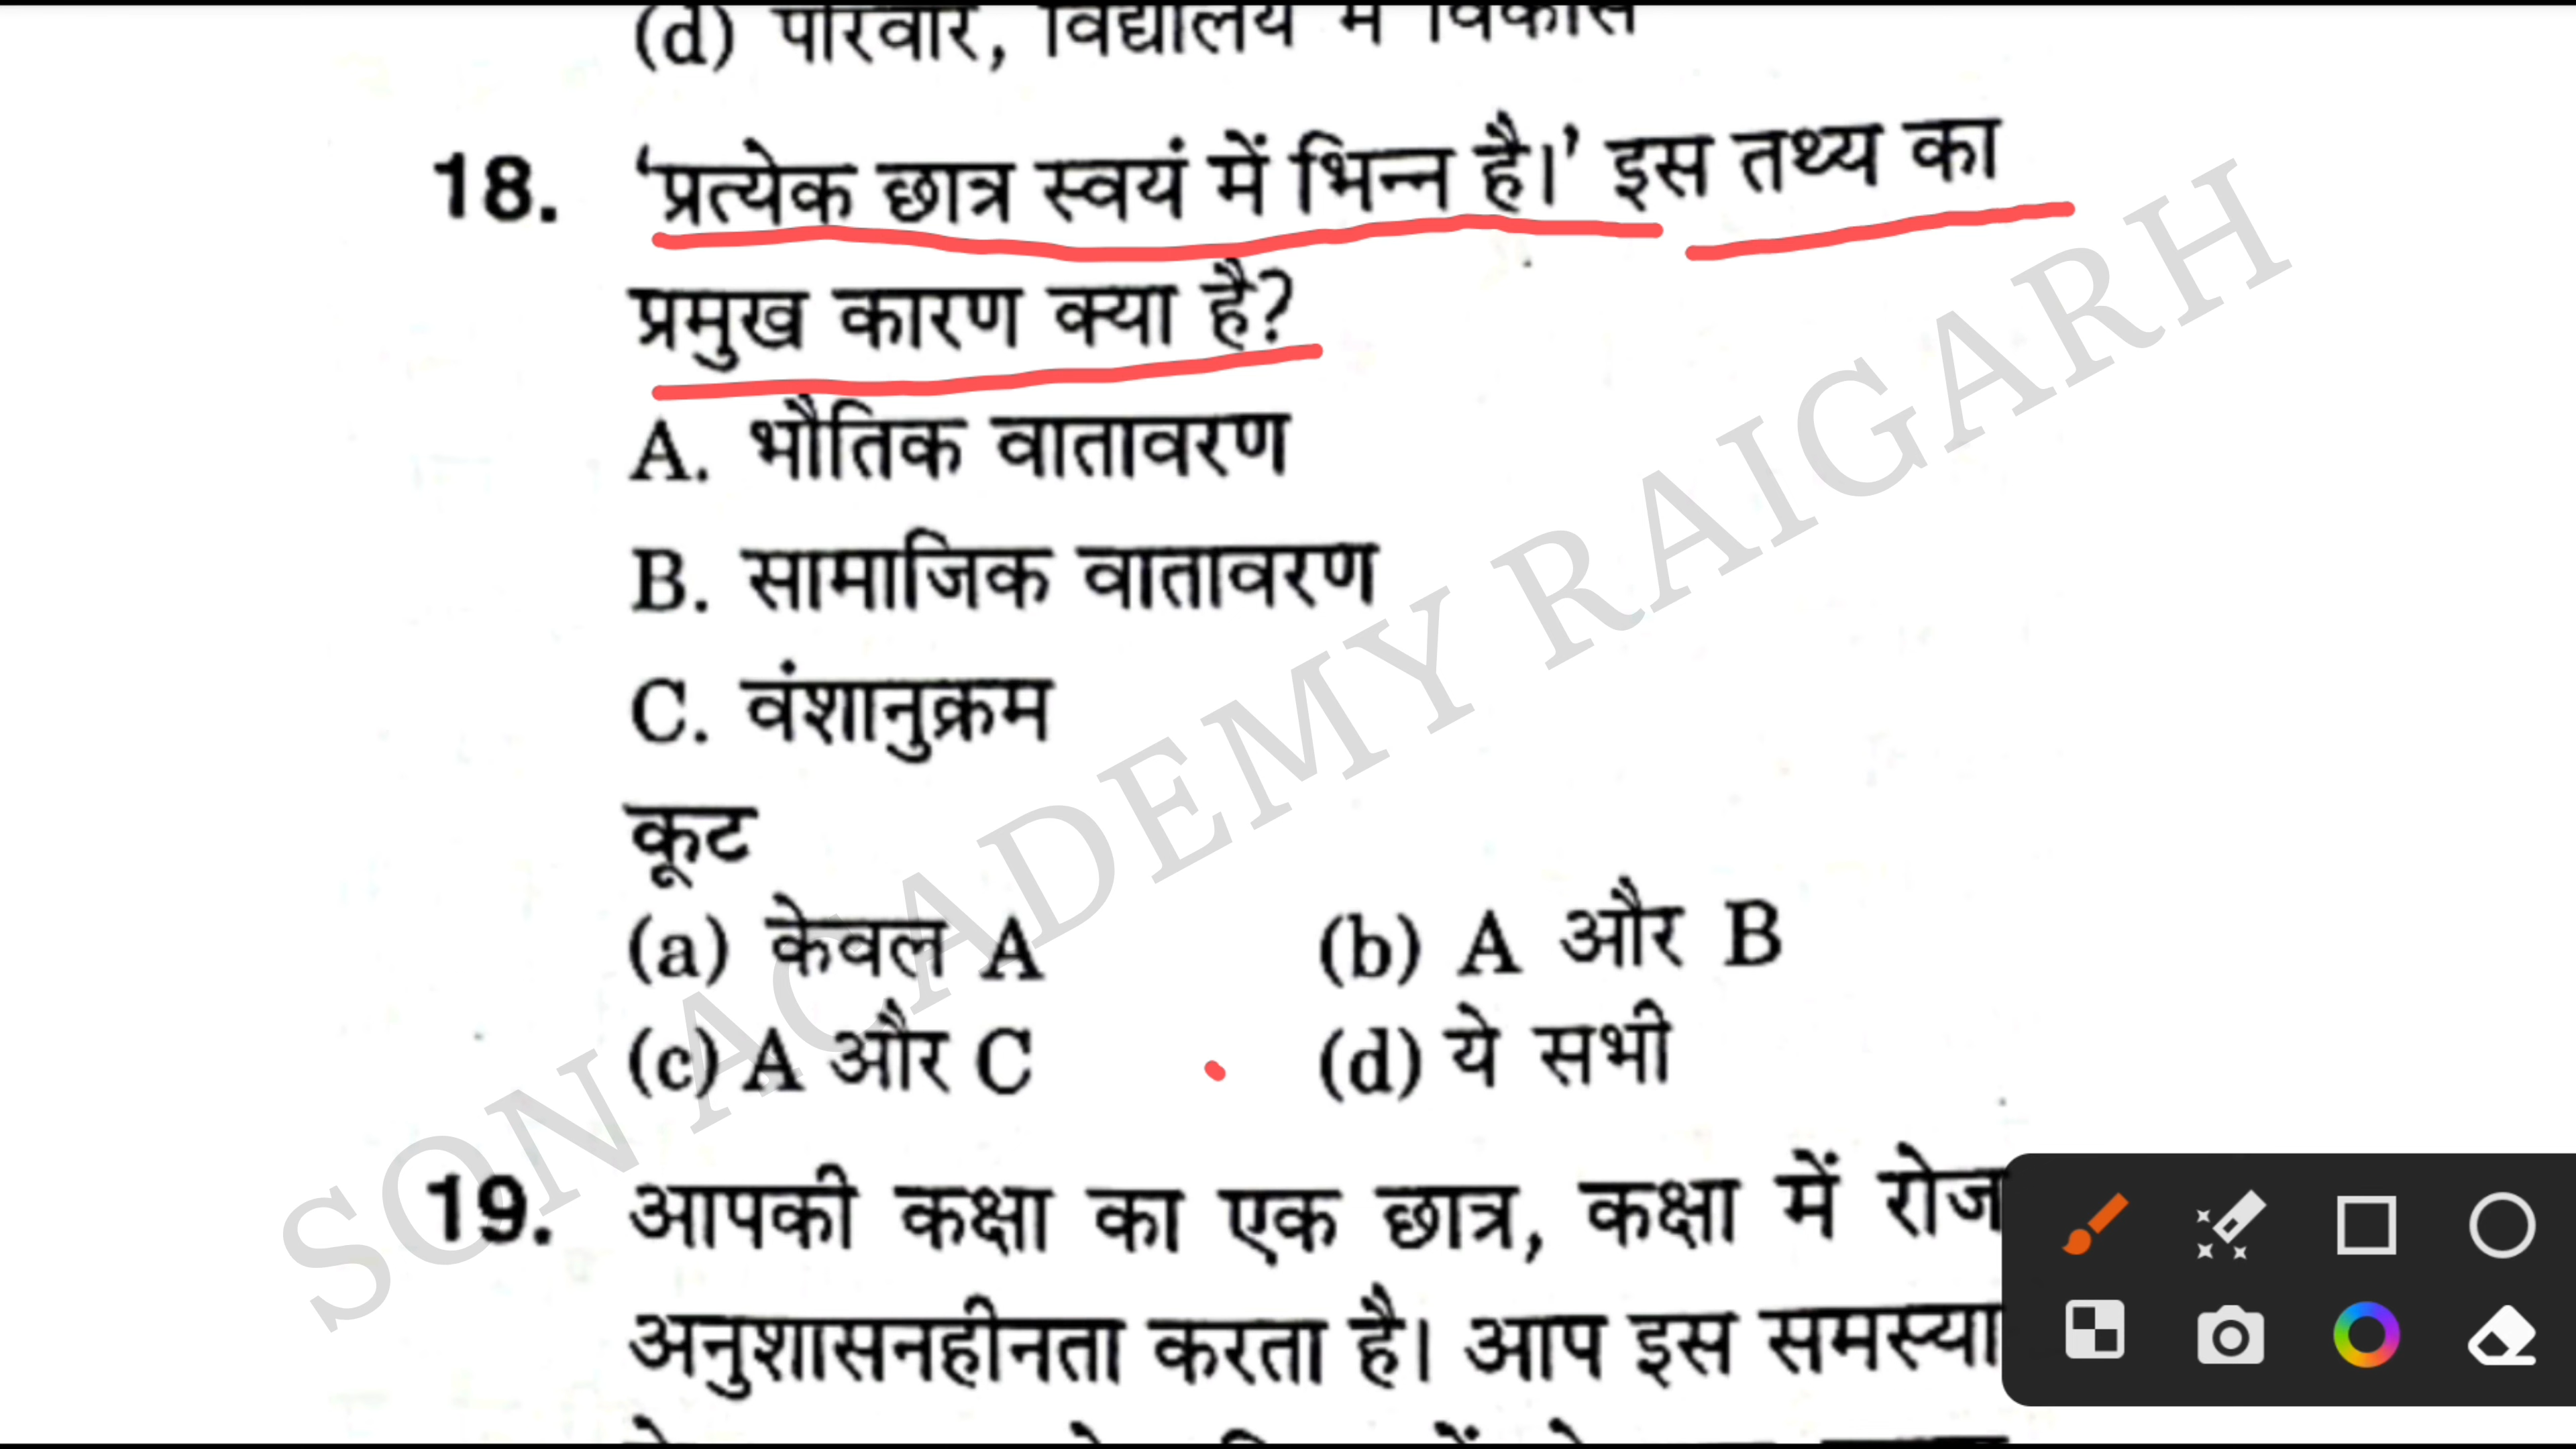 (d) परिवार, विद्यालय में विकास
18. ‘प्रत्येक छात्र स्वयं में भिन्न है।’ इस तथ्य का
प्रमुख कारण क्या है?
A. भौतिक वातावरण
B. सामाजिक वातावरण
C. वंशानुक्रम
कूट
(a) केवल A (b) A और B
(c) A और C (d) ये सभी
19. आपकी कक्षा का एक छात्र, कक्षा में रोज
अनुशासनहीनता करता है। आप इस समस्या
SON ACADEMY RAIGARH